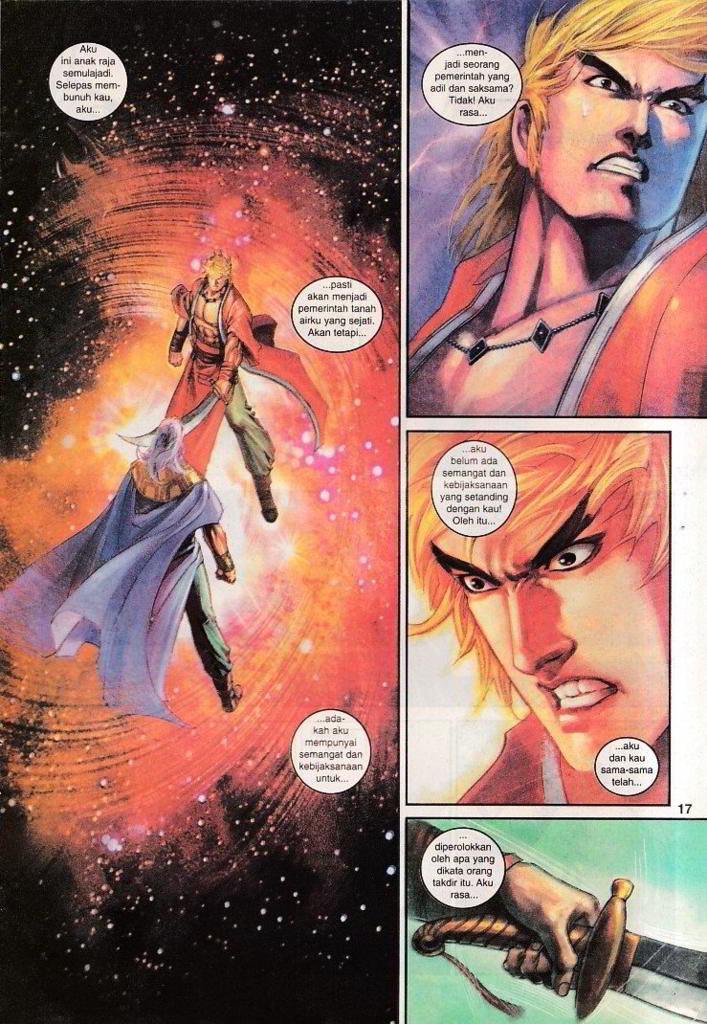 Aku
ini anak raja
semulajadi.
Selepas mem-
bunuh kau,
aku...
...pasti
akan menjadi
pemerintah tanah
airku yang sejati.
Akan tetapi...
...ada-
kah aku
mempunyai
semangat dan
kebijaksanaan
untuk...
...men-
jadi seorang
pemerintah yang
adil dan saksama?
Tidak! Aku
rasa...
...aku
belum ada
semangat dan
kebijaksanaan
yang setanding
dengan kau!
Oleh itu...
...aku
dan kau
sama-sama
telah...
17
...
diperolokkan
oleh apa yang
dikata orang
takdir itu. Aku
rasa...